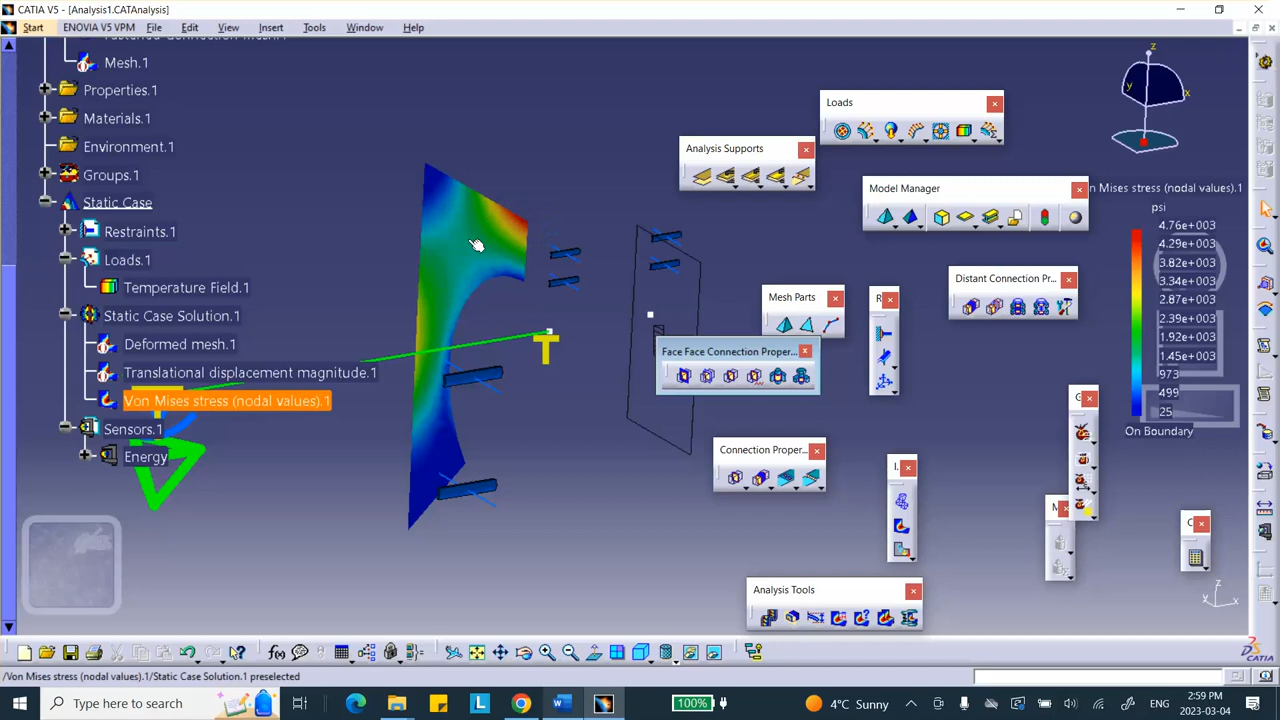 CATIA V5 - [Analysis1.CATAnalysis]
Start
ENOVIA V5 VPM
File
Edit
View
Insert
Tools
Window
Help
Mesh.1
Properties.1
Materials.1
Environment.1
Groups.1
Static Case
Restraints.1
Loads.1
Temperature Field.1
Static Case Solution.1
Deformed mesh.1
Translational displacement magnitude.1
Von Mises stress (nodal values).1
Sensors.1
Energy
T
Loads
Analysis Supports
Model Manager
Mesh Parts
R
Distant Connection Pr...
Face Face Connection Proper...
Connection Proper...
I.
M
C
Analysis Tools
z
y
x
on Mises stress (nodal values).1
psi
4.76e+003
4.29e+003
3.82e+003
3.34e+003
2.87e+003
2.39e+003
1.92e+003
1.45e+003
973
499
25
On Boundary
z
y
x
CATIA
/Von Mises stress (nodal values).1/Static Case Solution.1 preselected
Type here to search
100%
4°C Sunny
ENG
2:59 PM
2023-03-04